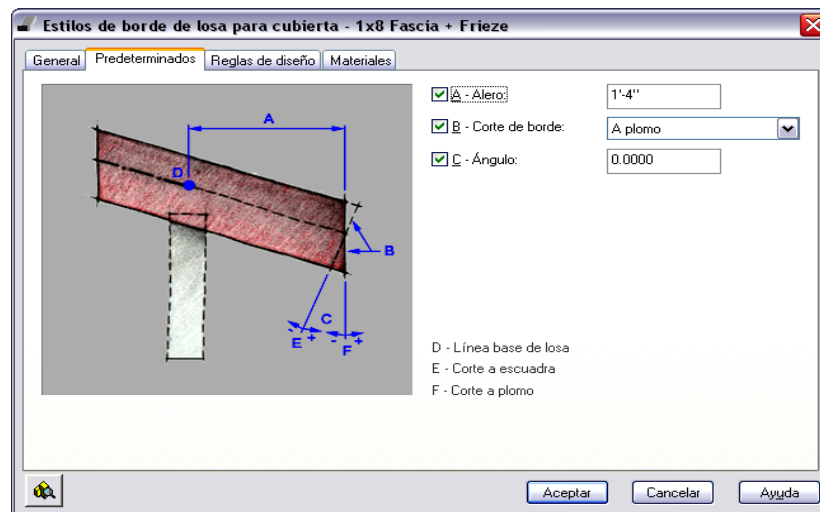 Estilos de borde de losa para cubierta - 1x8 Fascia + Frieze
General Predeterminados Reglas de diseño Materiales
A - Alero: 1'-4"
B - Corte de borde: A plomo
C - Ángulo: 0.0000
A
D
B
C
- + - +
E F
D - Línea base de losa
E - Corte a escuadra
F - Corte a plomo
Aceptar Cancelar Ayuda